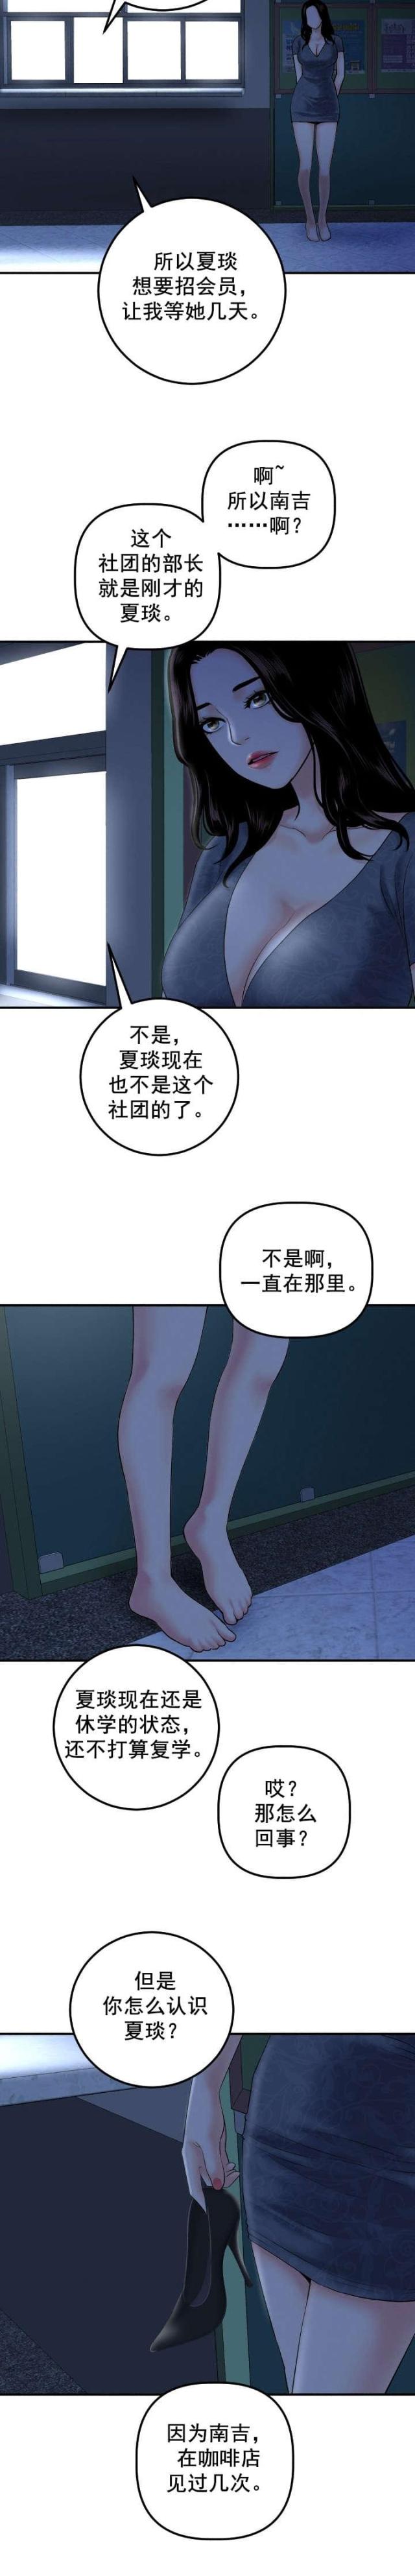 所以夏琰
想要招会员，
让我等她几天。
啊~
所以南吉
……啊？
这个
社团的部长
就是刚才的
夏琰。
不是，
夏琰现在
也不是这个
社团的了。
不是啊，
一直在那里。
夏琰现在还是
休学的状态，
还不打算复学。
哎？
那怎么
回事？
但是
你怎么认识
夏琰？
因为南吉，
在咖啡店
见过几次。